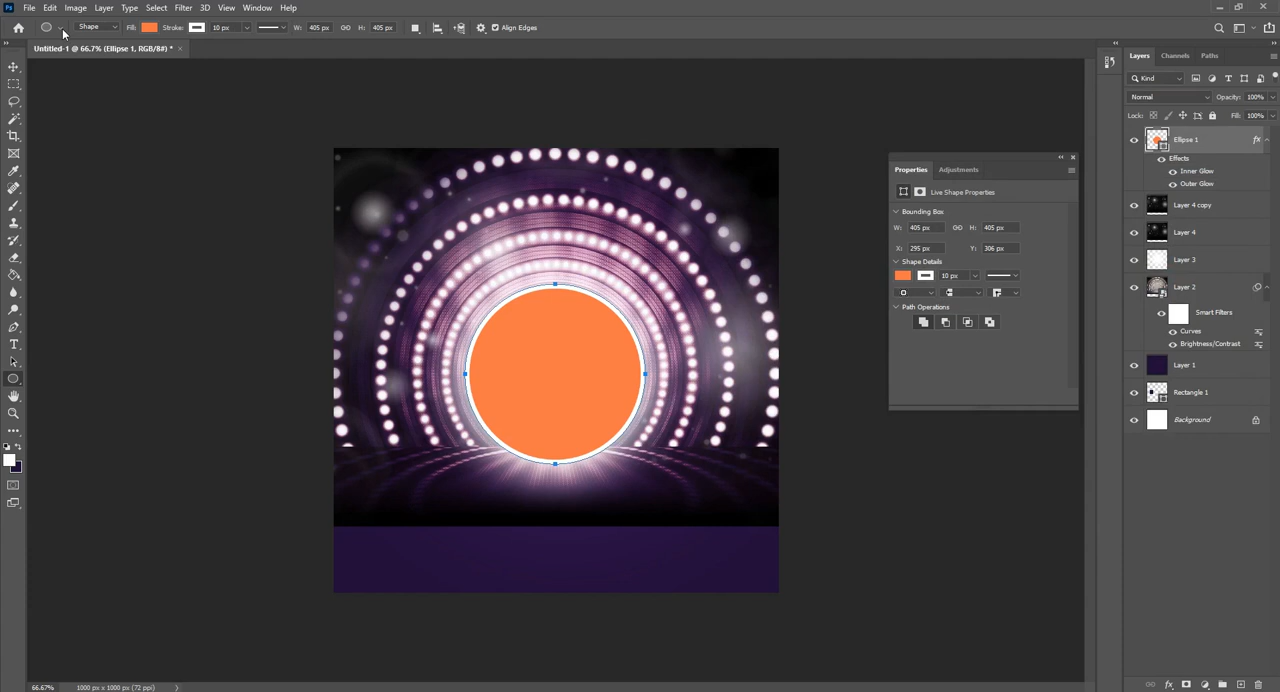 Ps File Edit Image Layer Type Select Filter 3D View Window Help
Shape Fill: Stroke: 10 px W: 405 px H: 405 px Align Edges
Untitled-1 @ 66.7% (Ellipse 1, RGB/8#) * ×
Layers Channels Paths
Kind
Normal Opacity: 100%
Lock: Fill: 100%
Ellipse 1 fx
Effects
Inner Glow
Outer Glow
Layer 4 copy
Layer 4
Layer 3
Layer 2
Smart Filters
Curves
Brightness/Contrast
Layer 1
Rectangle 1
Background
Properties Adjustments
Live Shape Properties
Bounding Box
W: 405 px H: 405 px
X: 295 px Y: 306 px
Shape Details
10 px
Path Operations
66.67% 1000 px x 1000 px (72 ppi)
fx